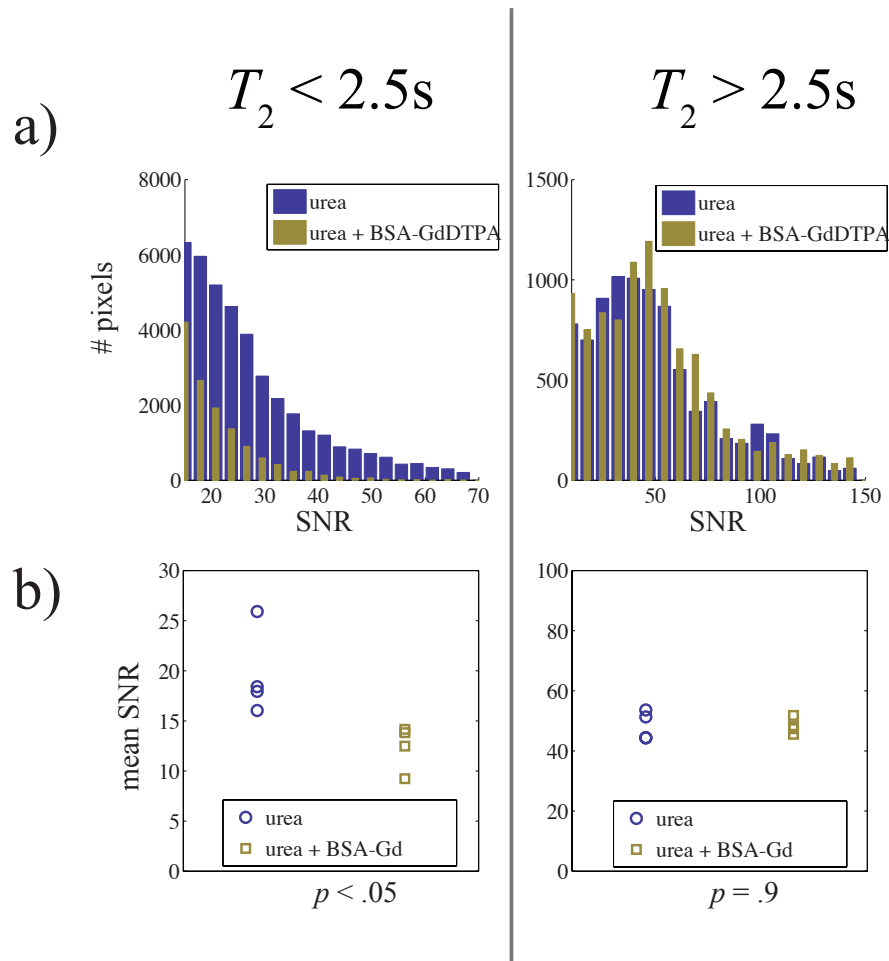 T2 < 2.5s
T2 > 2.5s
a)
8000
6000
4000
2000
0
# pixels
urea
urea + BSA-GdDTPA
20 30 40 50 60 70
SNR
1500
1000
500
0
urea
urea + BSA-GdDTPA
50 100 150
SNR
b)
30
25
20
15
10
5
0
mean SNR
urea
urea + BSA-Gd
p < .05
100
80
60
40
20
0
urea
urea + BSA-Gd
p = .9